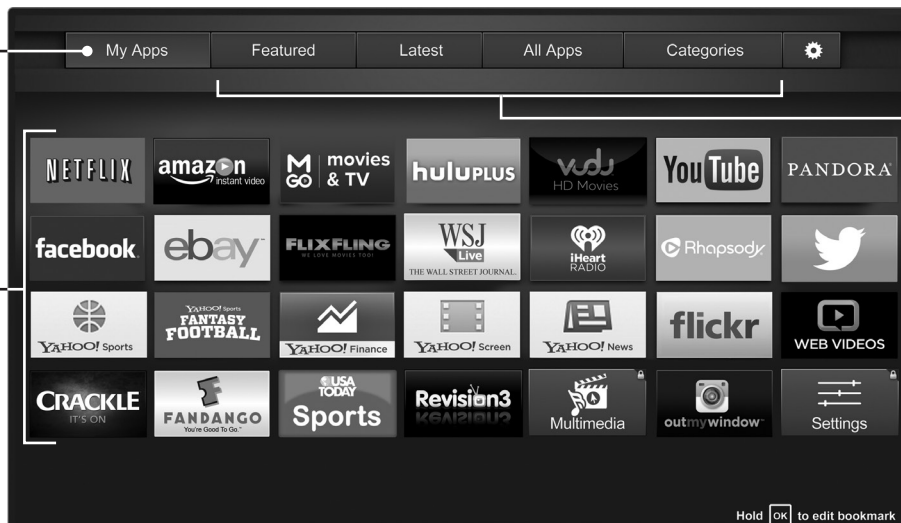 My Apps Featured Latest All Apps Categories
NETFLIX
amazon
instant video
M GO movies & TV
huluPLUS
vudu
HD Movies
YouTube
PANDORA
facebook
ebay
FLIXFLING
WE LOVE MOVIES TOO!
WSJ
Live
THE WALL STREET JOURNAL.
iHeart
RADIO
Rhapsody
YAHOO! Sports
YAHOO! Sports
FANTASY
FOOTBALL
YAHOO! Finance
YAHOO! Screen
YAHOO! News
flickr
WEB VIDEOS
CRACKLE
IT'S ON
FANDANGO
You're Good To Go.™
USA
TODAY
Sports
Revision3
Multimedia
outmywindow™
Settings
Hold OK to edit bookmark